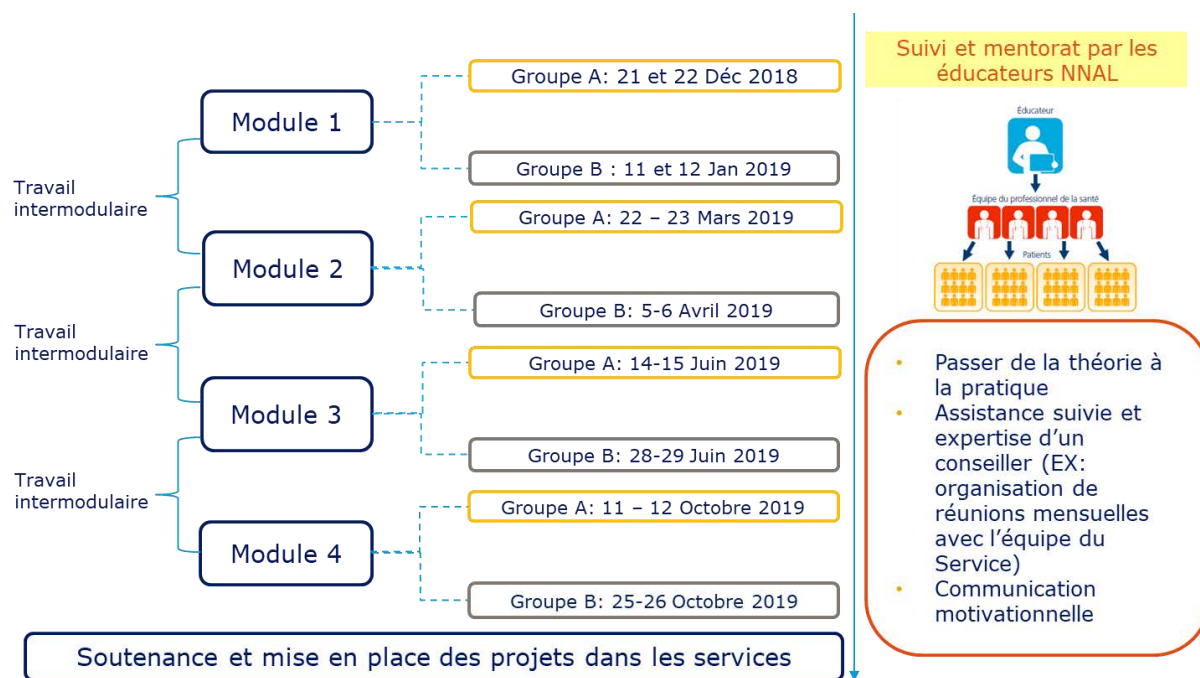 Groupe A: 21 et 22 Déc 2018
Module 1
Groupe B : 11 et 12 Jan 2019
Travail
intermodulaire
Groupe A: 22 – 23 Mars 2019
Module 2
Groupe B: 5-6 Avril 2019
Travail
intermodulaire
Groupe A: 14-15 Juin 2019
Module 3
Groupe B: 28-29 Juin 2019
Travail
intermodulaire
Groupe A: 11 – 12 Octobre 2019
Module 4
Groupe B: 25-26 Octobre 2019
Soutenance et mise en place des projets dans les services
Suivi et mentorat par les
éducateurs NNAL
Éducateur
Équipe du professionnel de la santé
Patients
• Passer de la théorie à
la pratique
• Assistance suivie et
expertise d’un
conseiller (EX:
organisation de
réunions mensuelles
avec l’équipe du
Service)
• Communication
motivationnelle